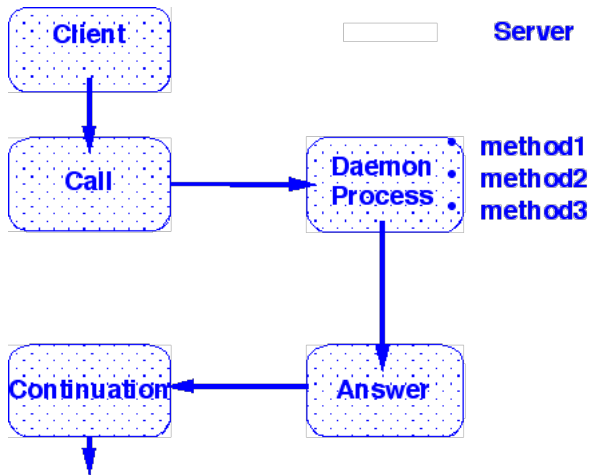 Client
Server
Call
Daemon
Process
• method1
• method2
• method3
Continuation
Answer